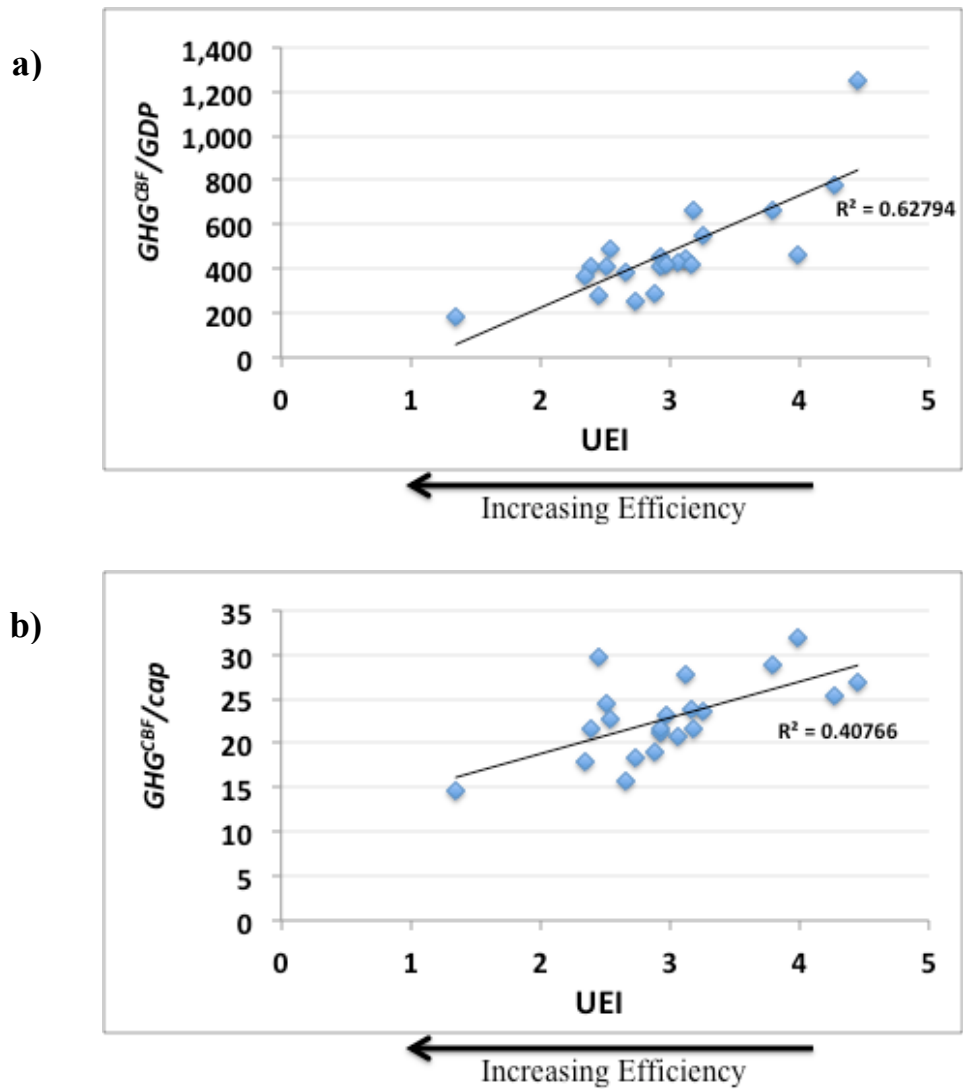 a)
GHG^CBF/GDP
1,400
1,200
1,000
800
600
400
200
0
R² = 0.62794
0 1 2 3 4 5
UEI
Increasing Efficiency
b)
GHG^CBF/cap
35
30
25
20
15
10
5
0
R² = 0.40766
0 1 2 3 4 5
UEI
Increasing Efficiency